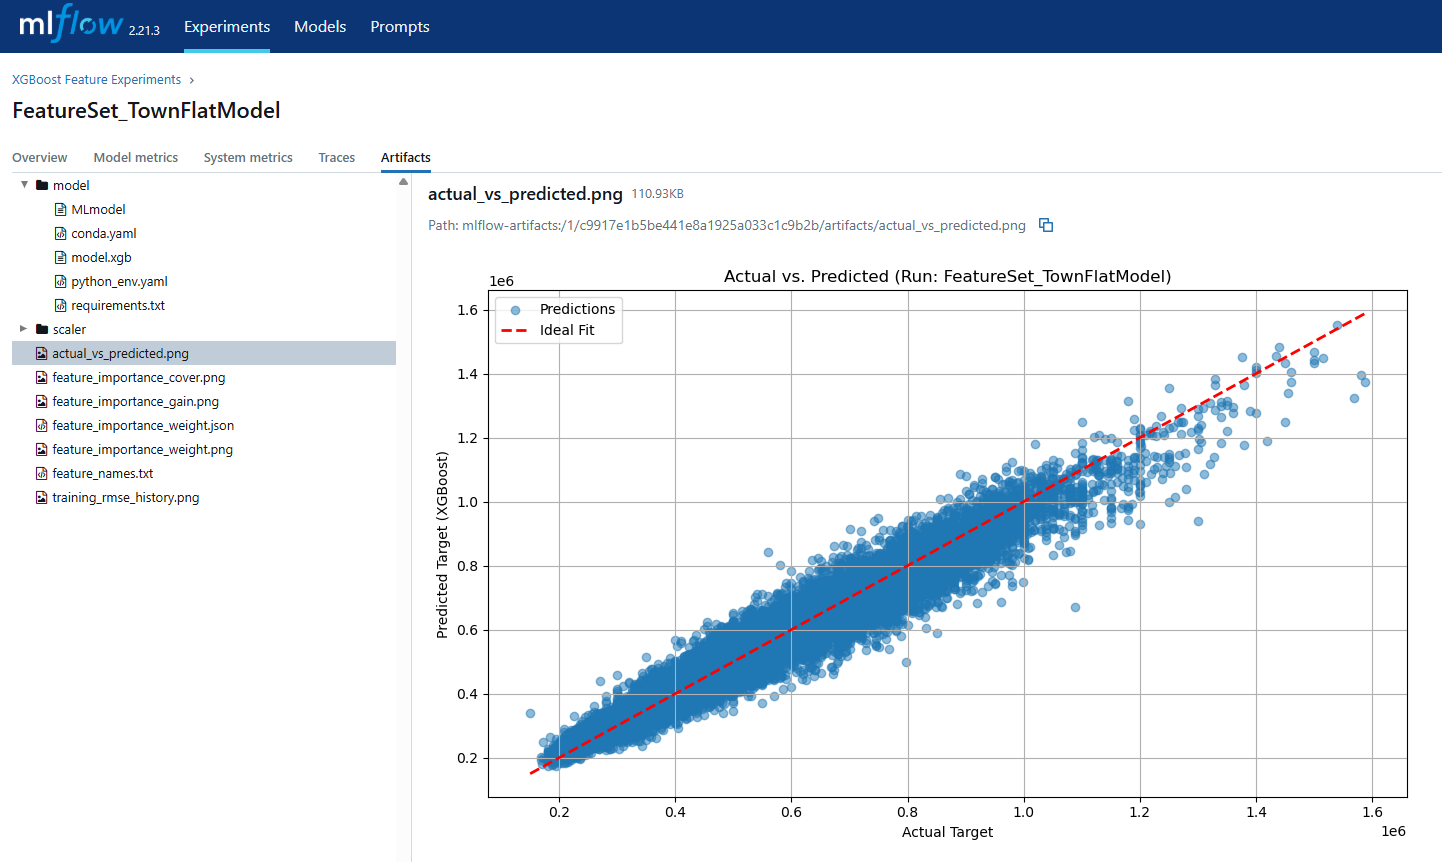 mlflow 2.21.3 Experiments Models Prompts
XGBoost Feature Experiments ›
FeatureSet_TownFlatModel
Overview Model metrics System metrics Traces Artifacts
model
MLmodel
conda.yaml
model.xgb
python_env.yaml
requirements.txt
scaler
actual_vs_predicted.png
feature_importance_cover.png
feature_importance_gain.png
feature_importance_weight.json
feature_importance_weight.png
feature_names.txt
training_rmse_history.png
actual_vs_predicted.png 110.93KB
Path: mlflow-artifacts:/1/c9917e1b5be441e8a1925a033c1c9b2b/artifacts/actual_vs_predicted.png
Actual vs. Predicted (Run: FeatureSet_TownFlatModel)
1e6
Predictions
Ideal Fit
Predicted Target (XGBoost)
1.6
1.4
1.2
1.0
0.8
0.6
0.4
0.2
0.2 0.4 0.6 0.8 1.0 1.2 1.4 1.6
1e6
Actual Target